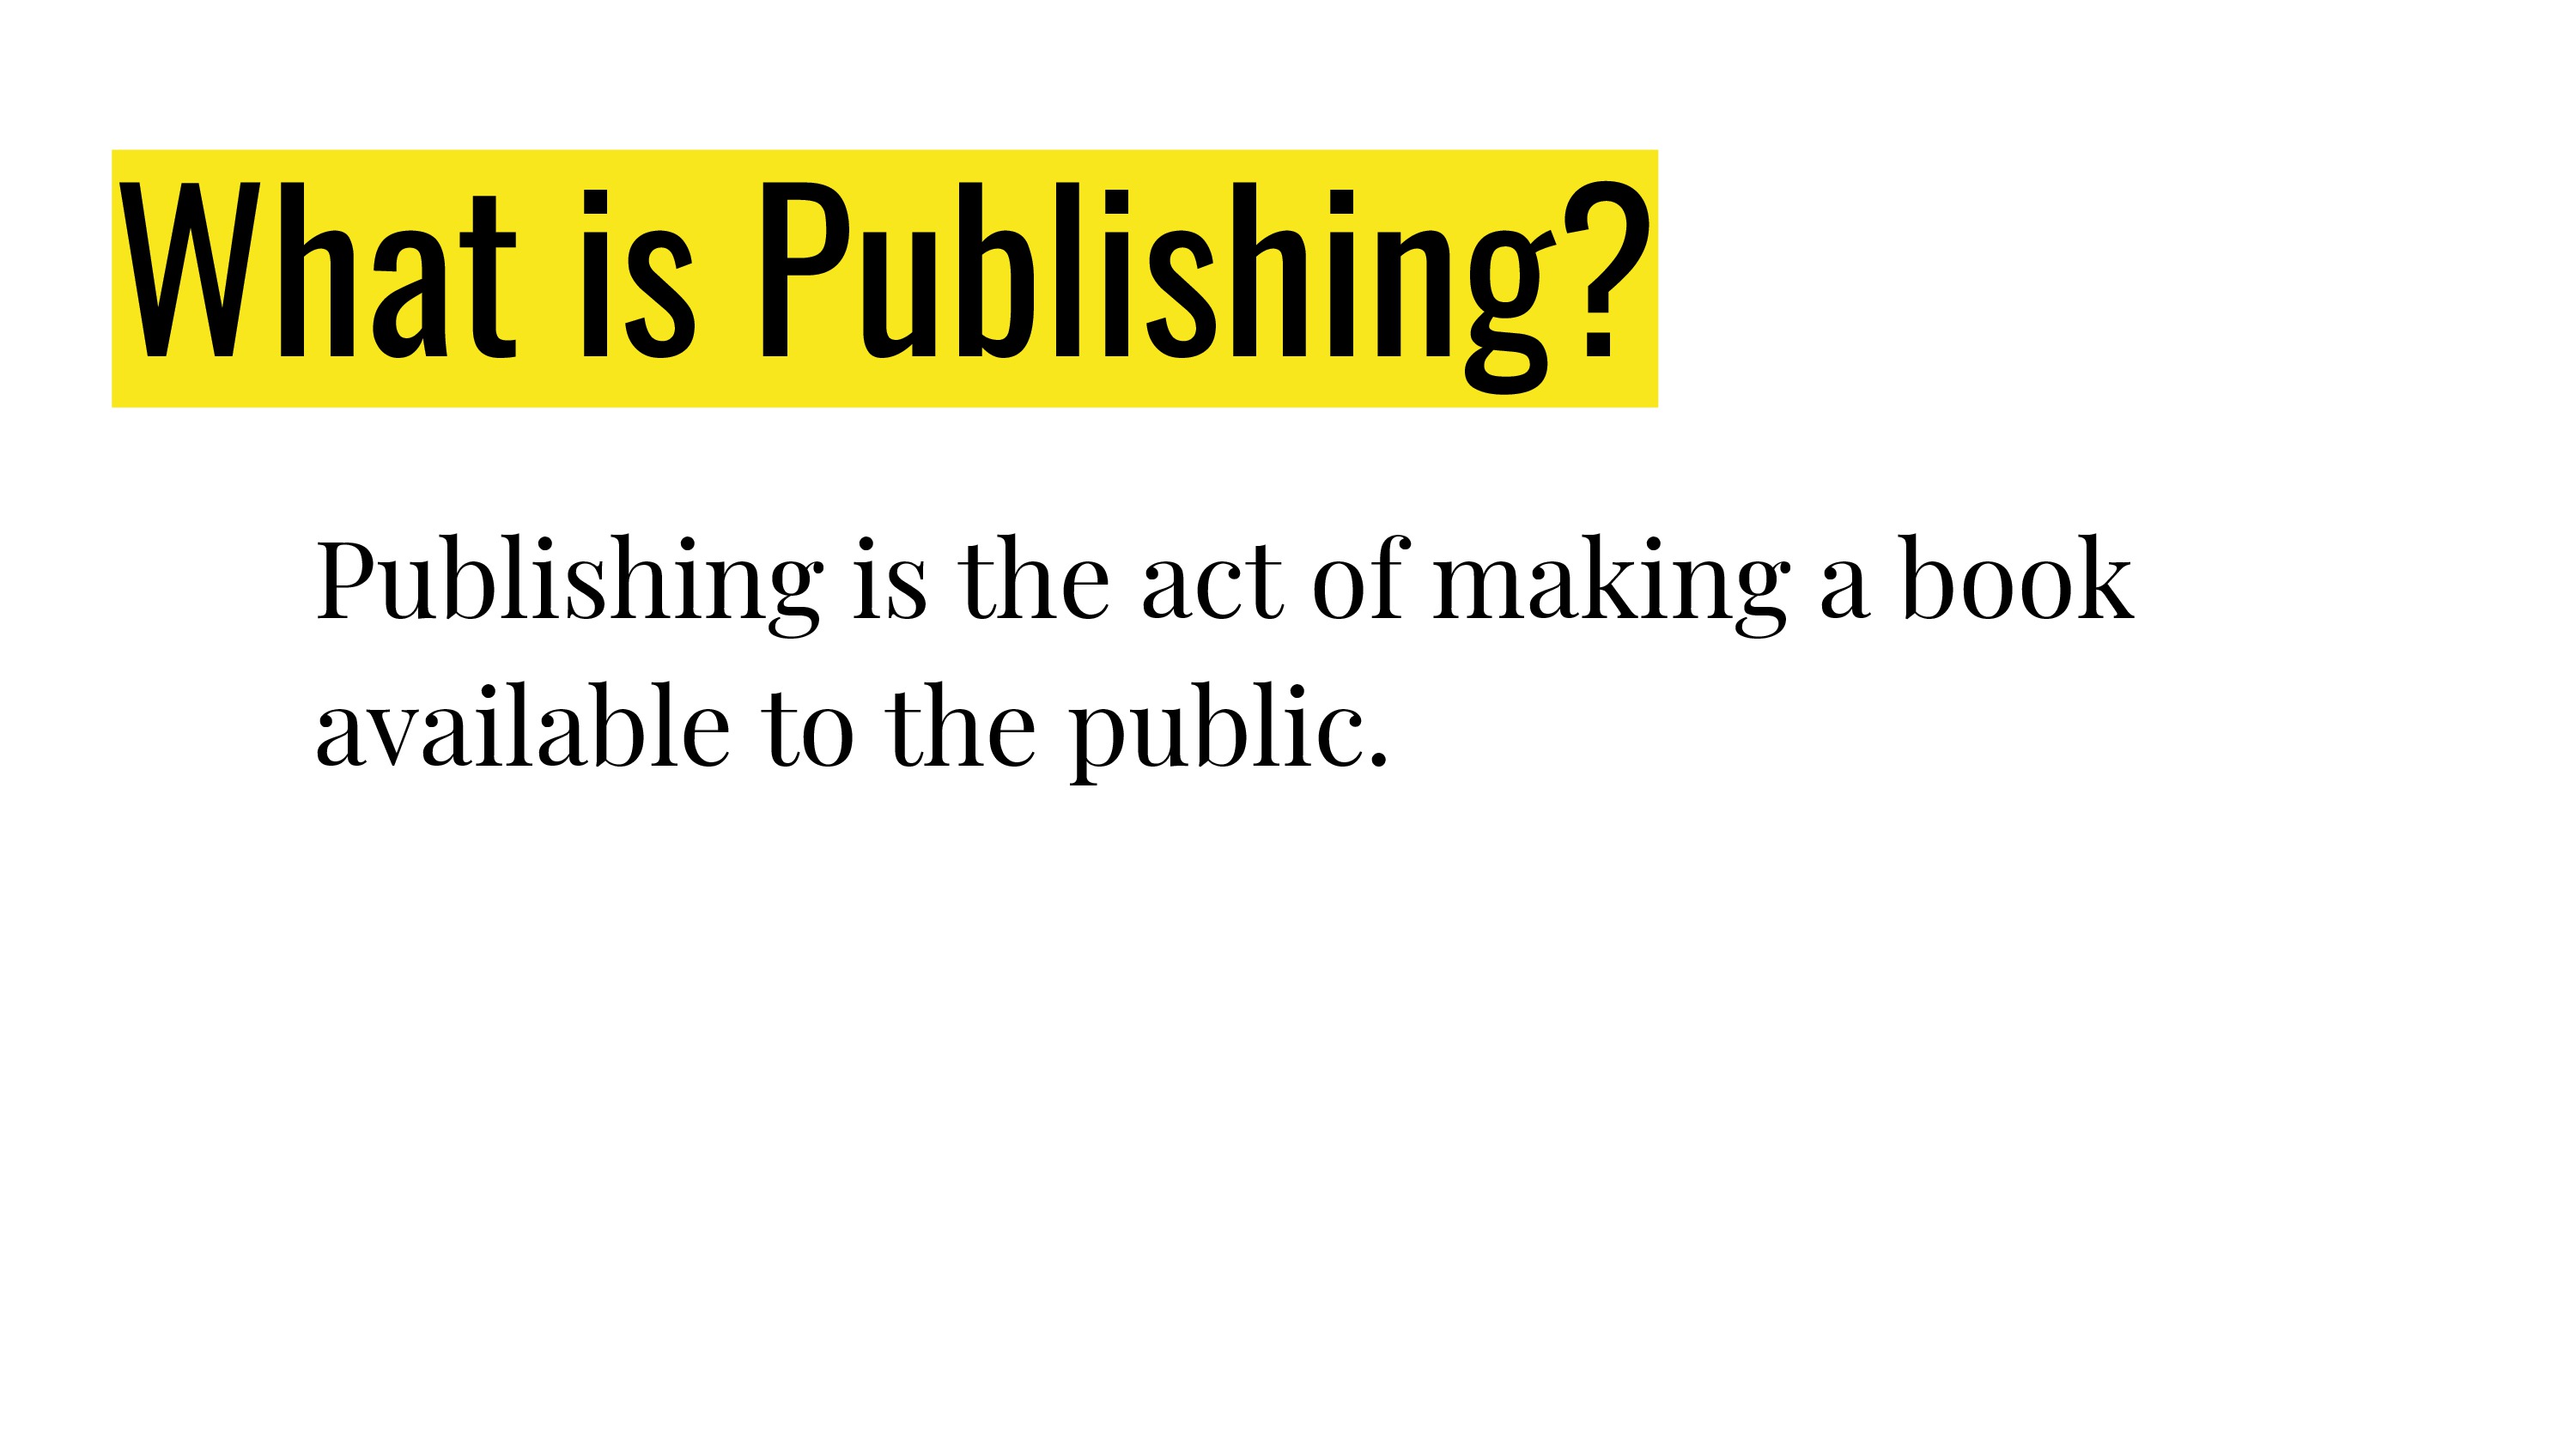 What is Publishing?
Publishing is the act of making a book
available to the public.